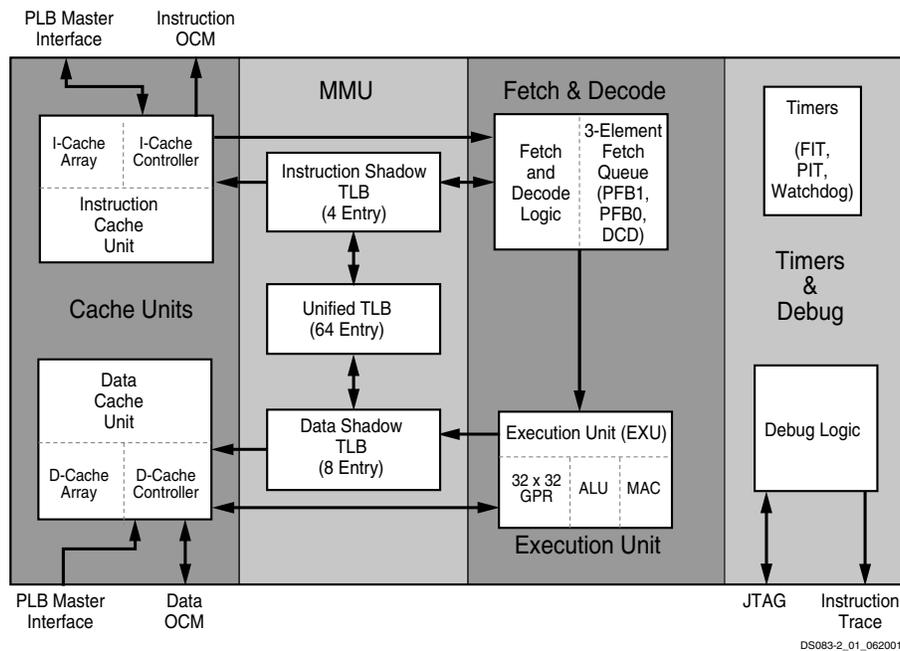 PLB Master
Interface
Instruction
OCM
MMU
Fetch & Decode
I-Cache
Array
I-Cache
Controller
Instruction
Cache
Unit
Instruction Shadow
TLB
(4 Entry)
Fetch
and
Decode
Logic
3-Element
Fetch
Queue
(PFB1,
PFB0,
DCD)
Timers
(FIT,
PIT,
Watchdog)
Cache Units
Unified TLB
(64 Entry)
Timers
&
Debug
Data
Cache
Unit
D-Cache
Array
D-Cache
Controller
Data Shadow
TLB
(8 Entry)
Execution Unit (EXU)
32 x 32
GPR
ALU
MAC
Execution Unit
Debug Logic
PLB Master
Interface
Data
OCM
JTAG
Instruction
Trace
DS083-2_01_062001